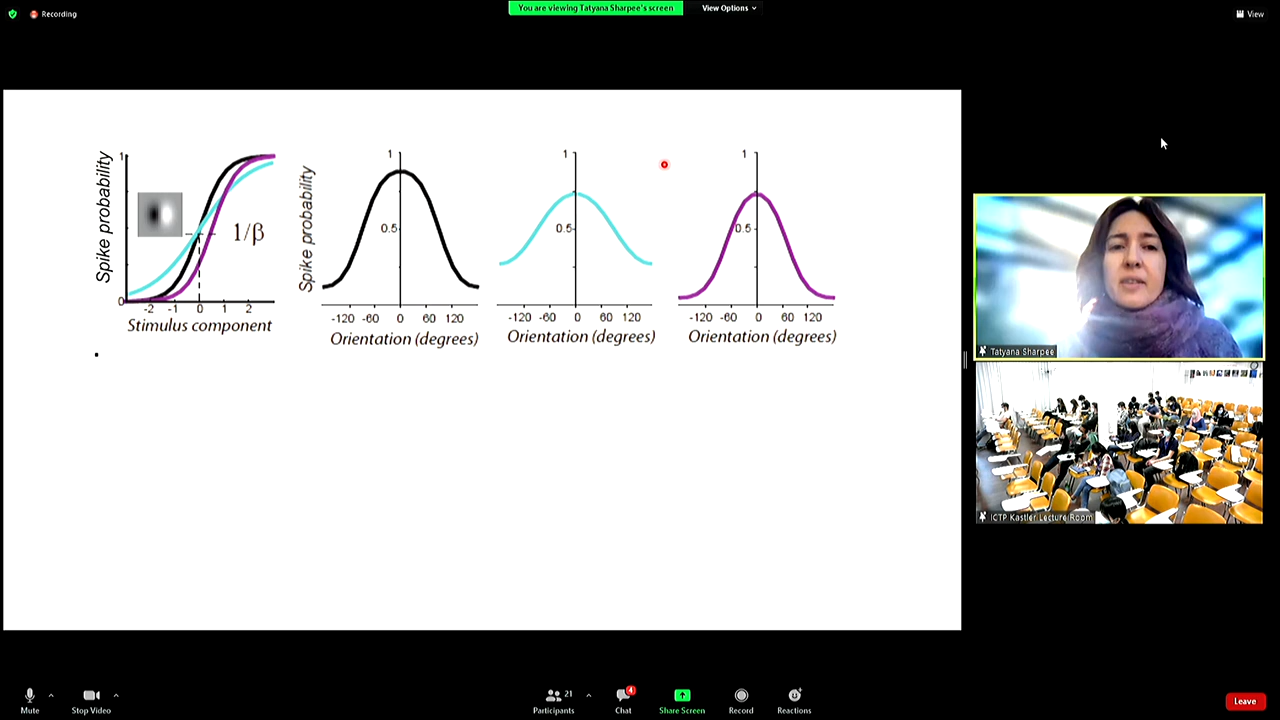 Recording
You are viewing Tatyana Sharpee's screen
View Options
View
Spike probability
1
0
-2 -1 0 1 2
Stimulus component
1/β
Spike probability
1
0.5
-120 -60 0 60 120
Orientation (degrees)
1
0.5
-120 -60 0 60 120
Orientation (degrees)
1
0.5
-120 -60 0 60 120
Orientation (degrees)
Tatyana Sharpee
ICTP Kastler Lecture Room
Mute
Stop Video
21
Participants
4
Chat
Share Screen
Record
Reactions
Leave